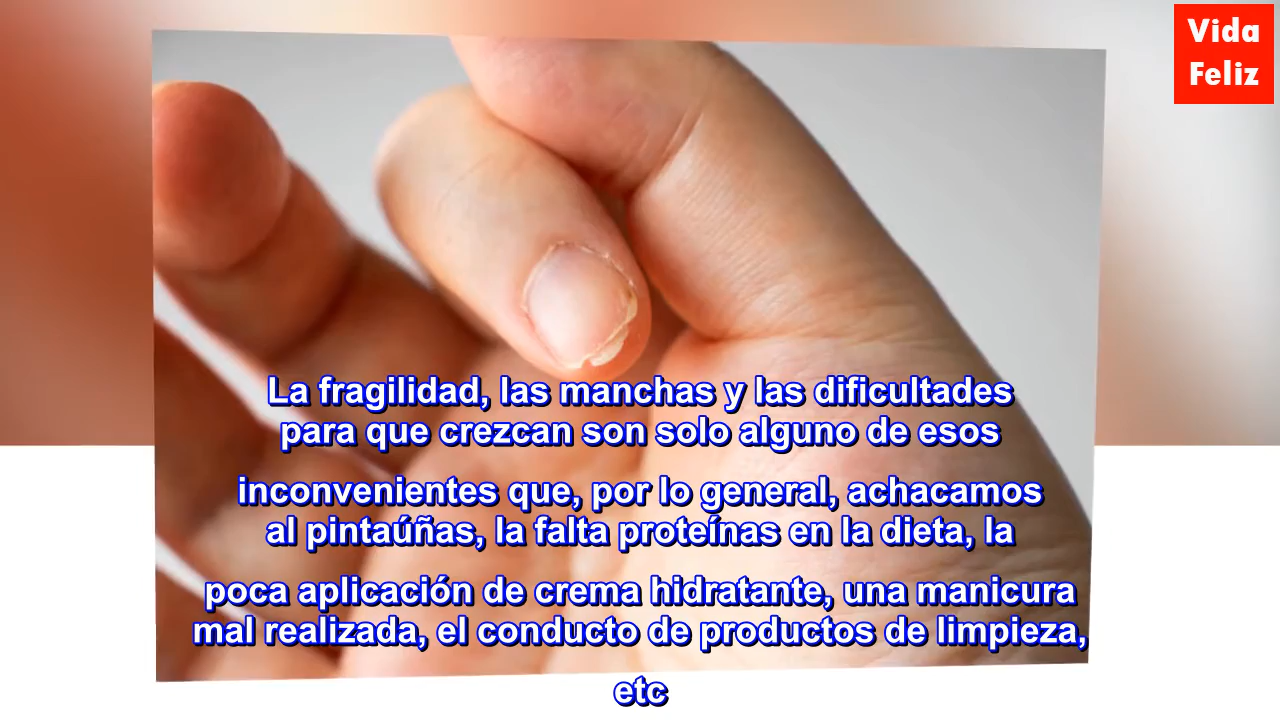 Vida
Feliz
La fragilidad, las manchas y las dificultades
para que crezcan son solo alguno de esos
inconvenientes que, por lo general, achacamos
al pintaúñas, la falta proteínas en la dieta, la
poca aplicación de crema hidratante, una manicura
mal realizada, el conducto de productos de limpieza,
etc